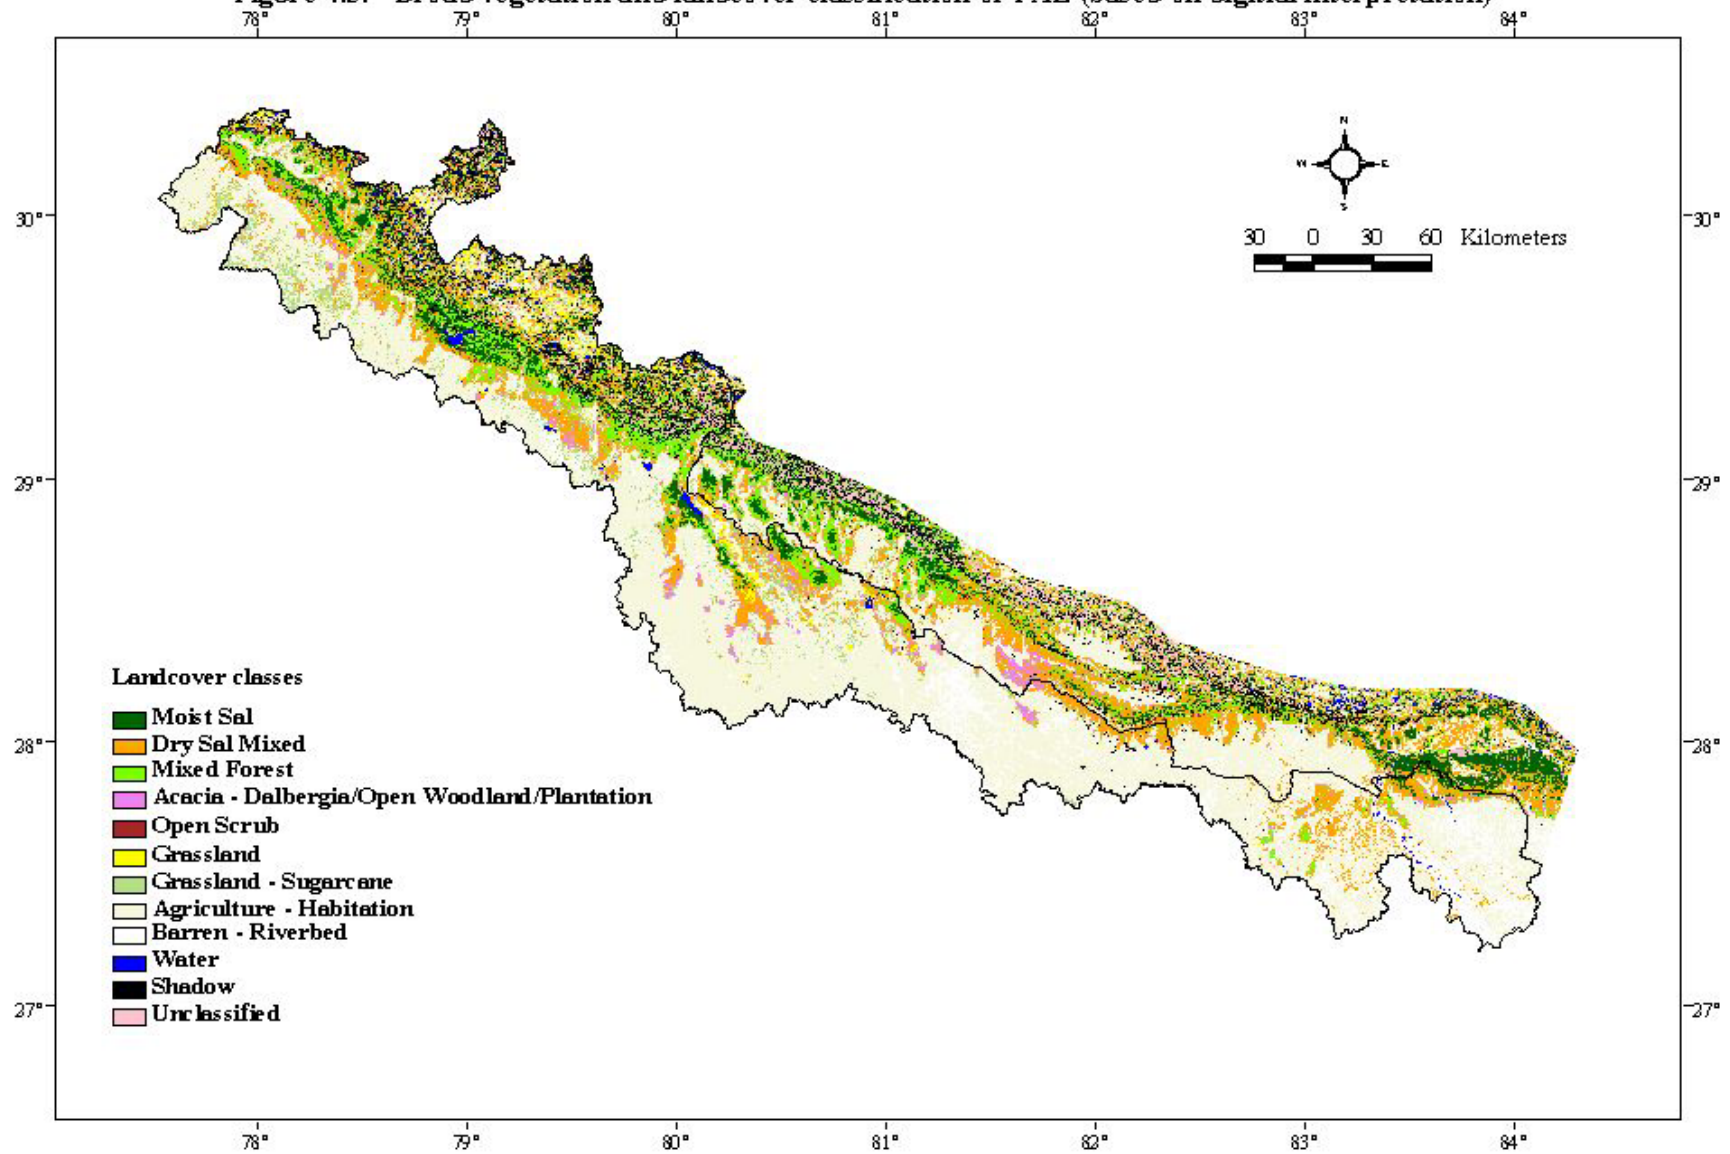 78° 79° 80° 81° 82° 83° 84°
N
W E
S
30° 30°
30 0 30 60 Kilometers
29° 29°
Landcover classes
Moist Sal
Dry Sal Mixed
28° 28°
Mixed Forest
Acacia - Dalbergia/Open Woodland/Plantation
Open Scrub
Grassland
Grassland - Sugarcane
Agriculture - Habitation
Barren - Riverbed
Water
Shadow
27° 27°
Unclassified
78° 79° 80° 81° 82° 83° 84°